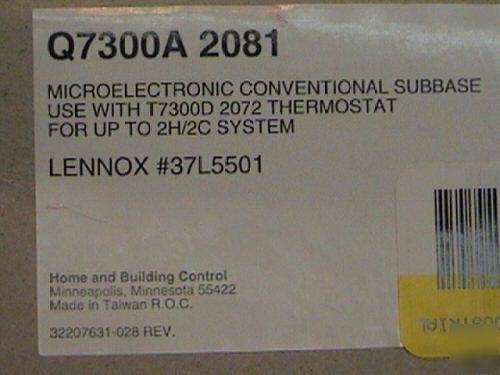 Q7300A 2081
MICROELECTRONIC CONVENTIONAL SUBBASE
USE WITH T7300D 2072 THERMOSTAT
FOR UP TO 2H/2C SYSTEM
LENNOX #37L5501
Home and Building Control
Minneapolis, Minnesota 55422
Made in Taiwan R.O.C.
32207631-028 REV.